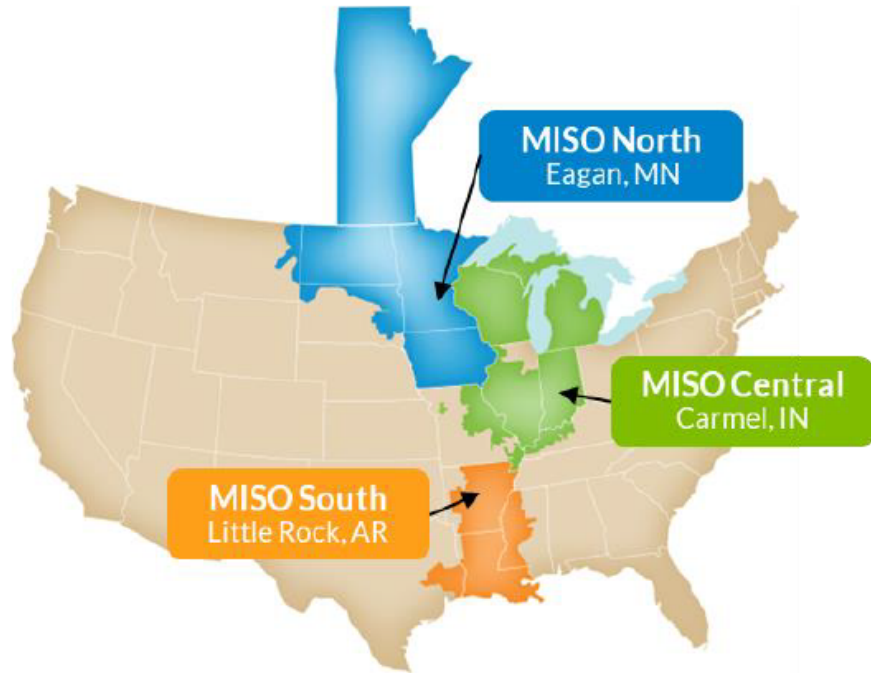 MISO North
Eagan, MN
MISO Central
Carmel, IN
MISO South
Little Rock, AR